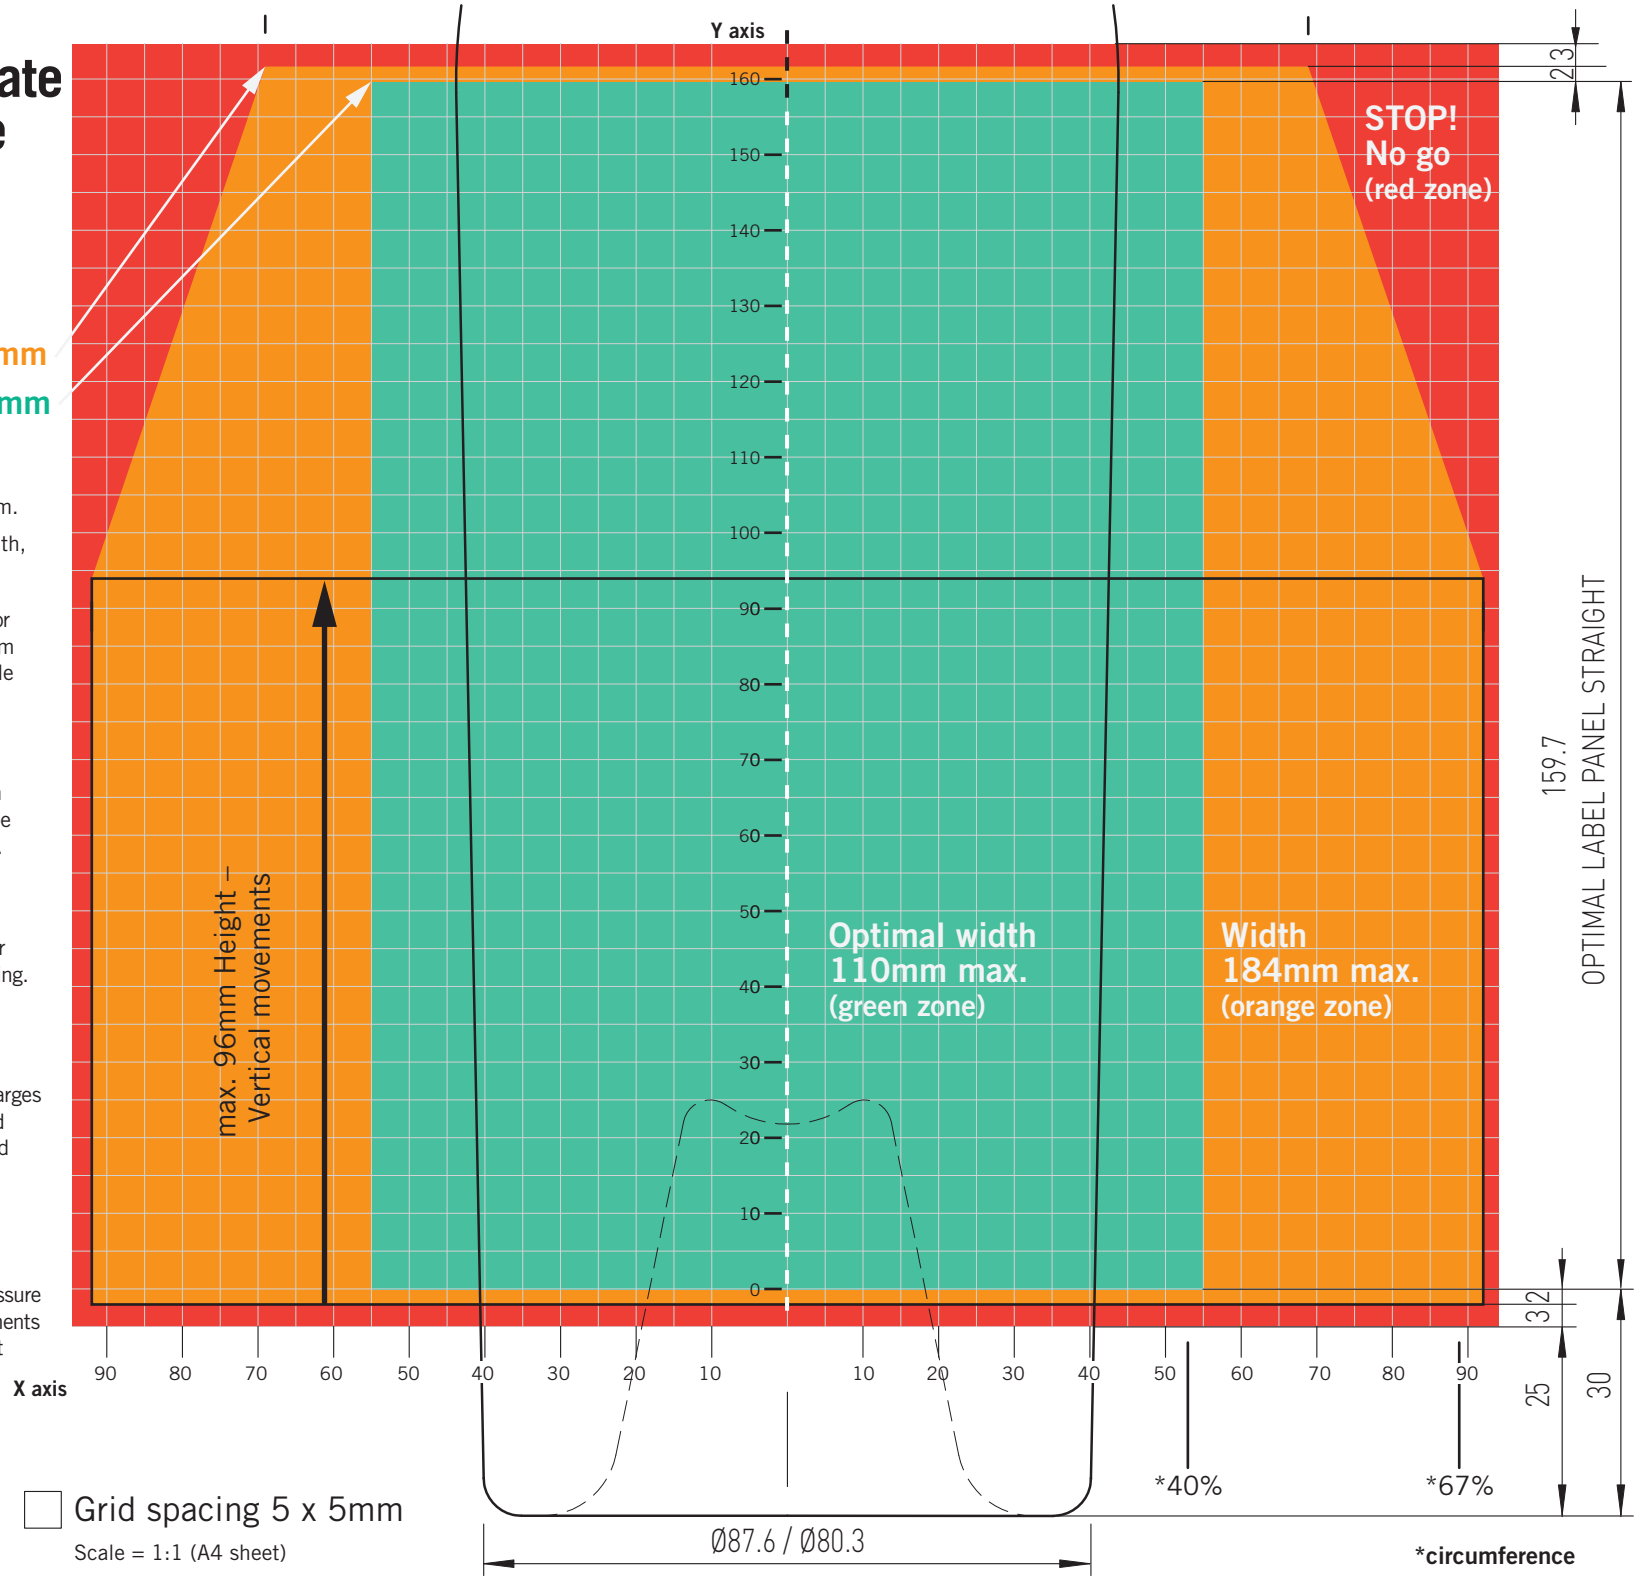 Y axis
ate
e
mm
mm
m.
th,
or
m
le
n
e
r
ng.
arges
d
d
ssure
nents
t
160
150
140
130
120
110
100
90
80
70
60
50
40
30
20
10
0
STOP!
No go
(red zone)
max. 96mm Height –
Vertical movements
Optimal width
110mm max.
(green zone)
Width
184mm max.
(orange zone)
2 3
159.7
OPTIMAL LABEL PANEL STRAIGHT
3 2
25
30
X axis
90 80 70 60 50 40 30 20 10 10 20 30 40 50 60 70 80 90
*40%
*67%
Grid spacing 5 x 5mm
Scale = 1:1 (A4 sheet)
Ø87.6 / Ø80.3
*circumference